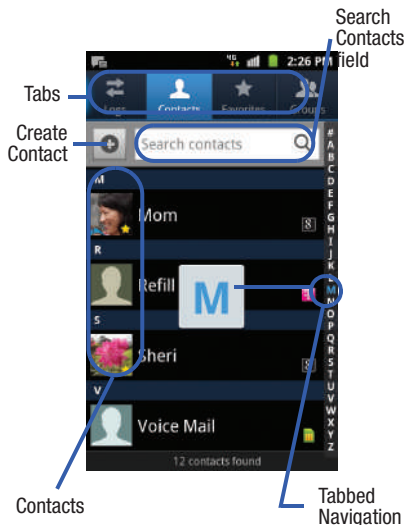 Search
Contacts
field
4G
2:26 PM
Tabs
Logs
Contacts
Favorites
Groups
Create
Contact
Search contacts
#
A
B
C
D
E
F
G
H
I
J
K
L
M
N
O
P
Q
R
S
T
U
V
W
X
Y
Z
M
Mom
R
Refill
M
S
Sheri
V
Voice Mail
12 contacts found
Contacts
Tabbed
Navigation